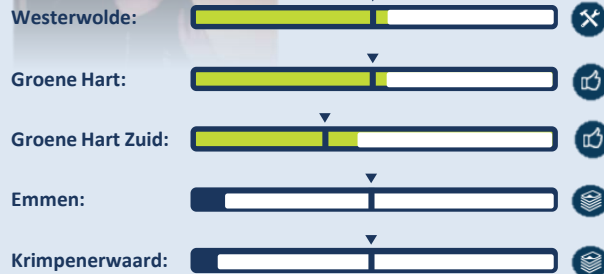 Westerwolde:
Groene Hart:
Groene Hart Zuid:
Emmen:
Krimpenerwaard: